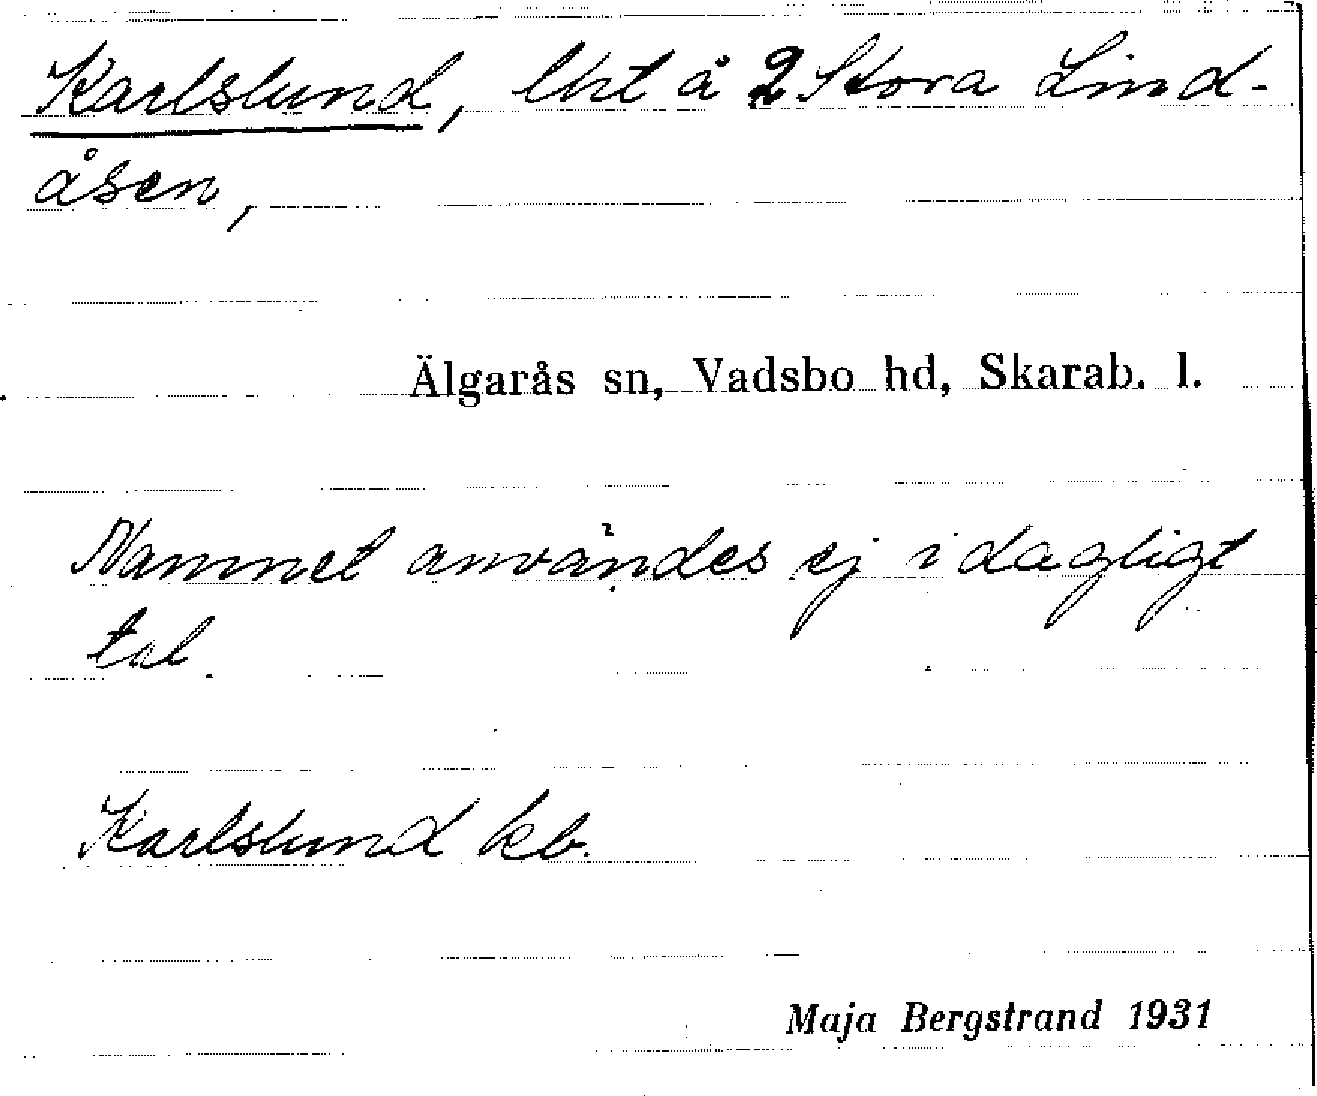 Karlslund, lht å 2 Stora Lind-
åsen,
Älgarås sn, Vadsbo hd, Skarab. l.
Namnet användes ej i dagligt
tal.
Karlslund kb.
Maja Bergstrand 1931